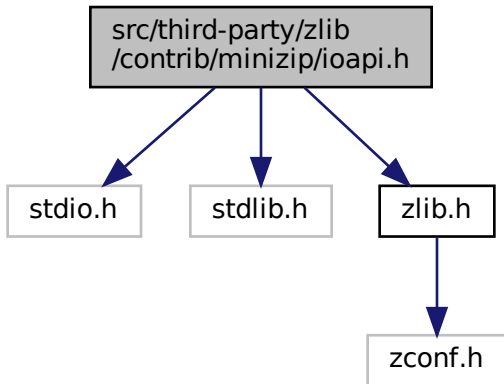 src/third-party/zlib
/contrib/minizip/ioapi.h
stdio.h
stdlib.h
zlib.h
zconf.h